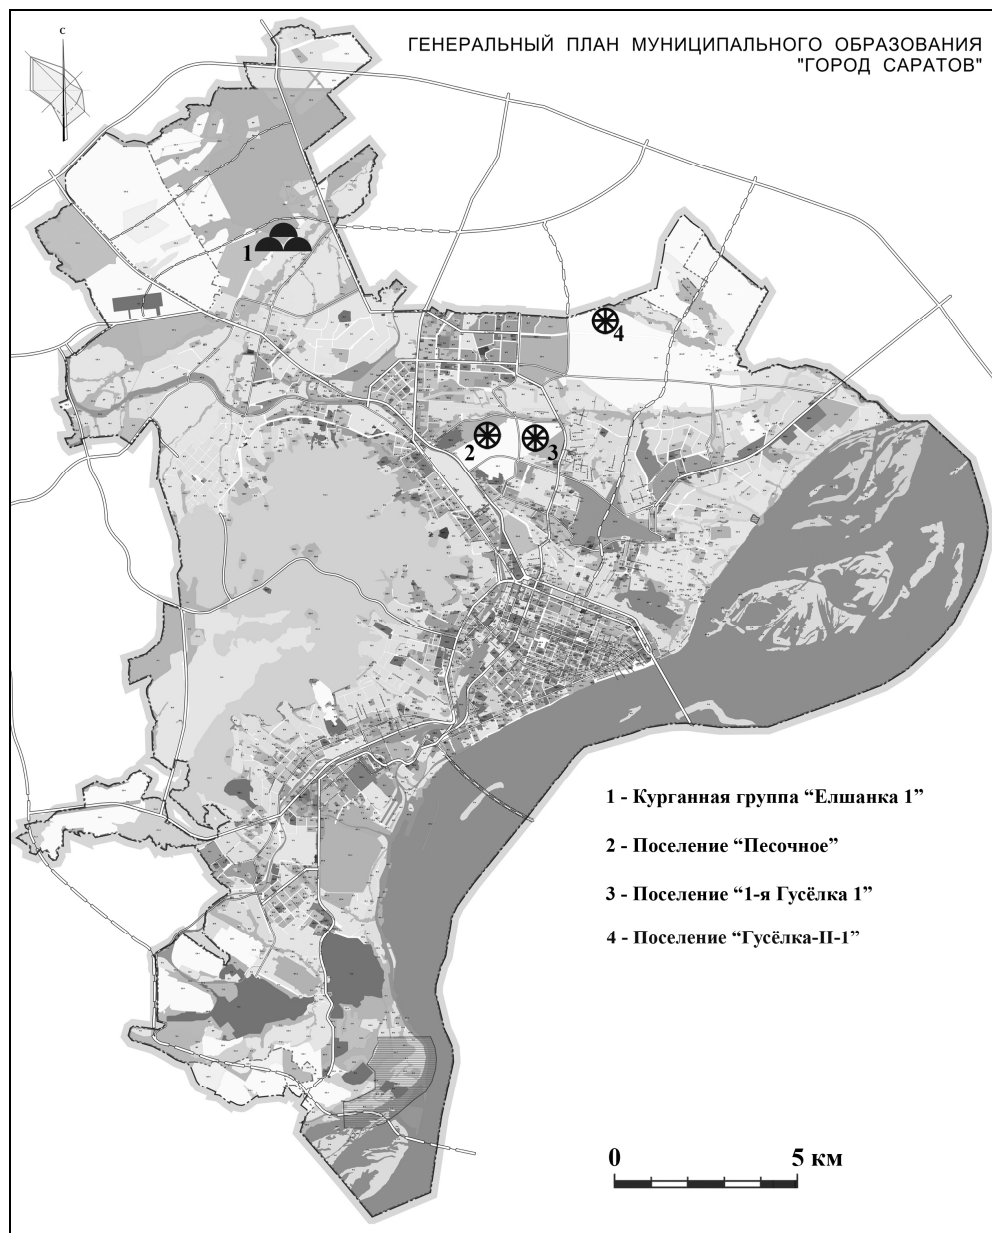 С
ГЕНЕРАЛЬНЫЙ ПЛАН МУНИЦИПАЛЬНОГО ОБРАЗОВАНИЯ
"ГОРОД САРАТОВ"
1
4
2
3
1 - Курганная группа “Елшанка 1”
2 - Поселение “Песочное”
3 - Поселение “1-я Гусёлка 1”
4 - Поселение “Гусёлка-II-1”
0 5 км